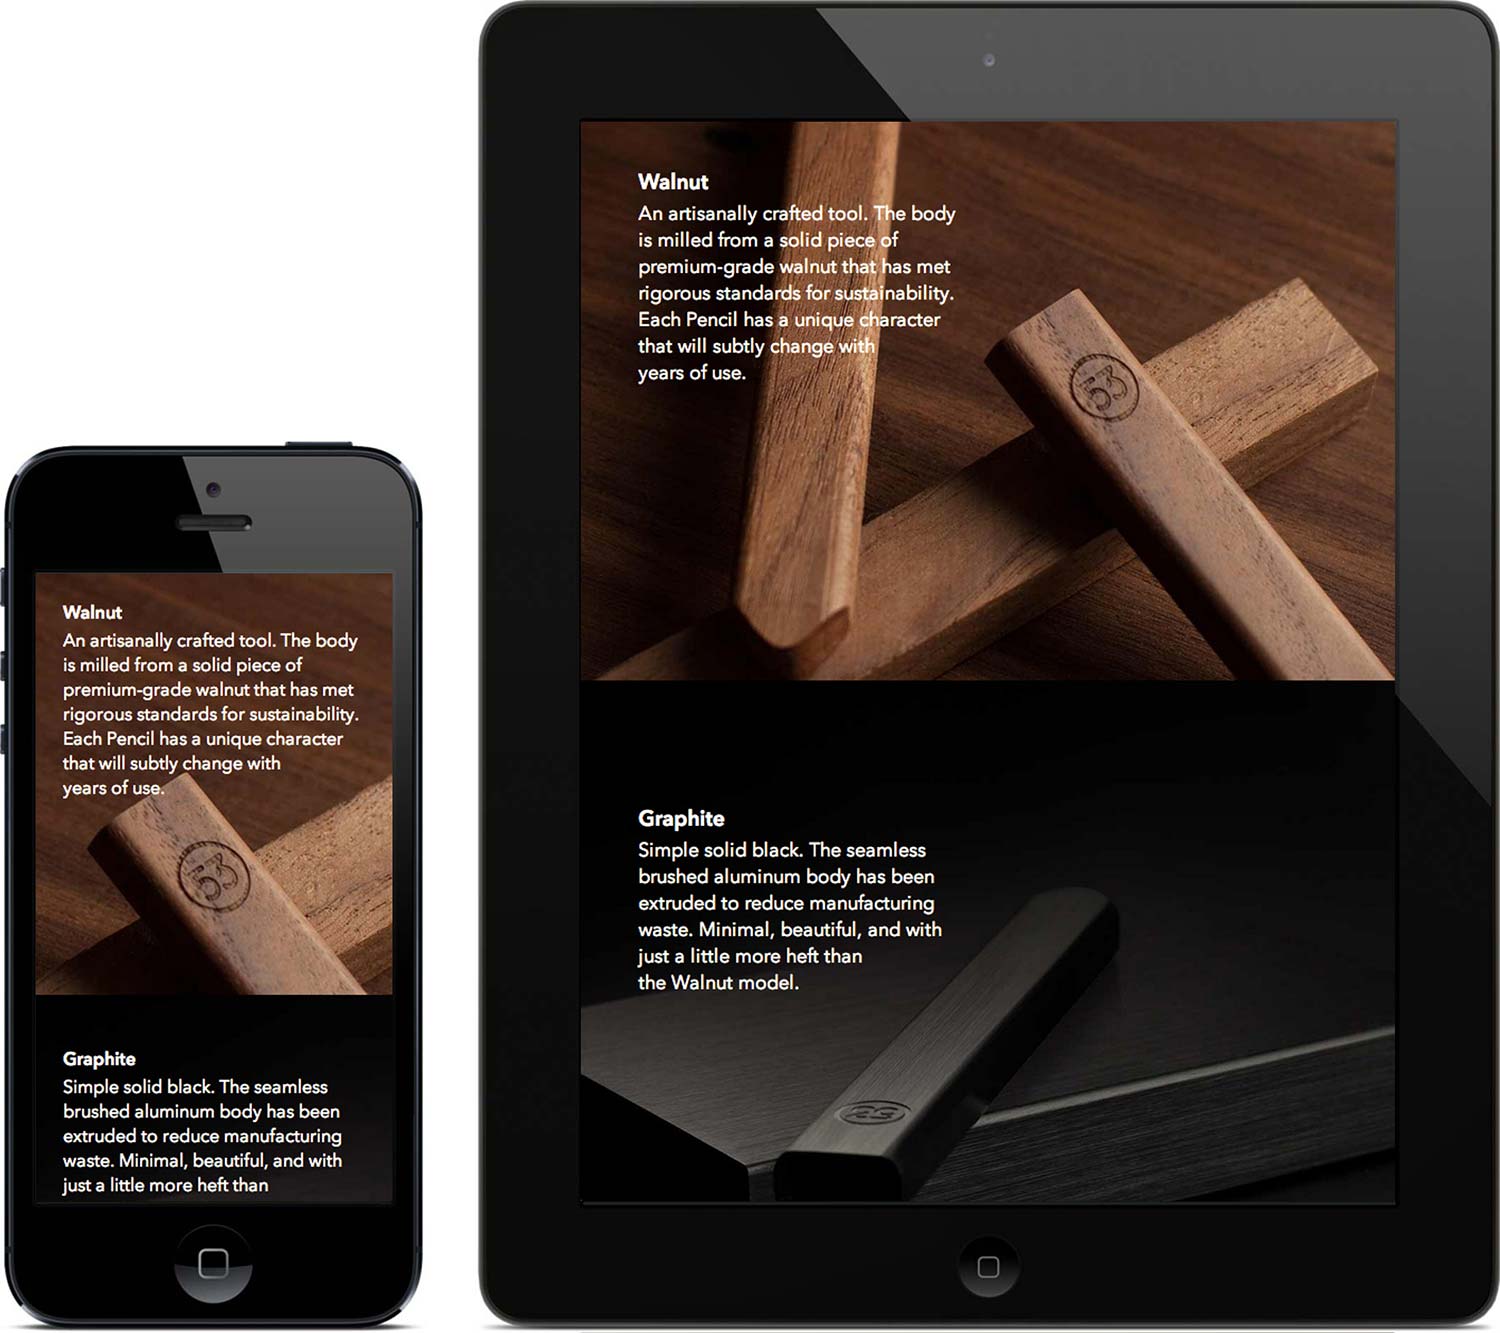 Walnut
An artisanally crafted tool. The body
is milled from a solid piece of
premium-grade walnut that has met
rigorous standards for sustainability.
Each Pencil has a unique character
that will subtly change with
years of use.
53
Graphite
Simple solid black. The seamless
brushed aluminum body has been
extruded to reduce manufacturing
waste. Minimal, beautiful, and with
just a little more heft than
Walnut
An artisanally crafted tool. The body
is milled from a solid piece of
premium-grade walnut that has met
rigorous standards for sustainability.
Each Pencil has a unique character
that will subtly change with
years of use.
53
Graphite
Simple solid black. The seamless
brushed aluminum body has been
extruded to reduce manufacturing
waste. Minimal, beautiful, and with
just a little more heft than
the Walnut model.
53